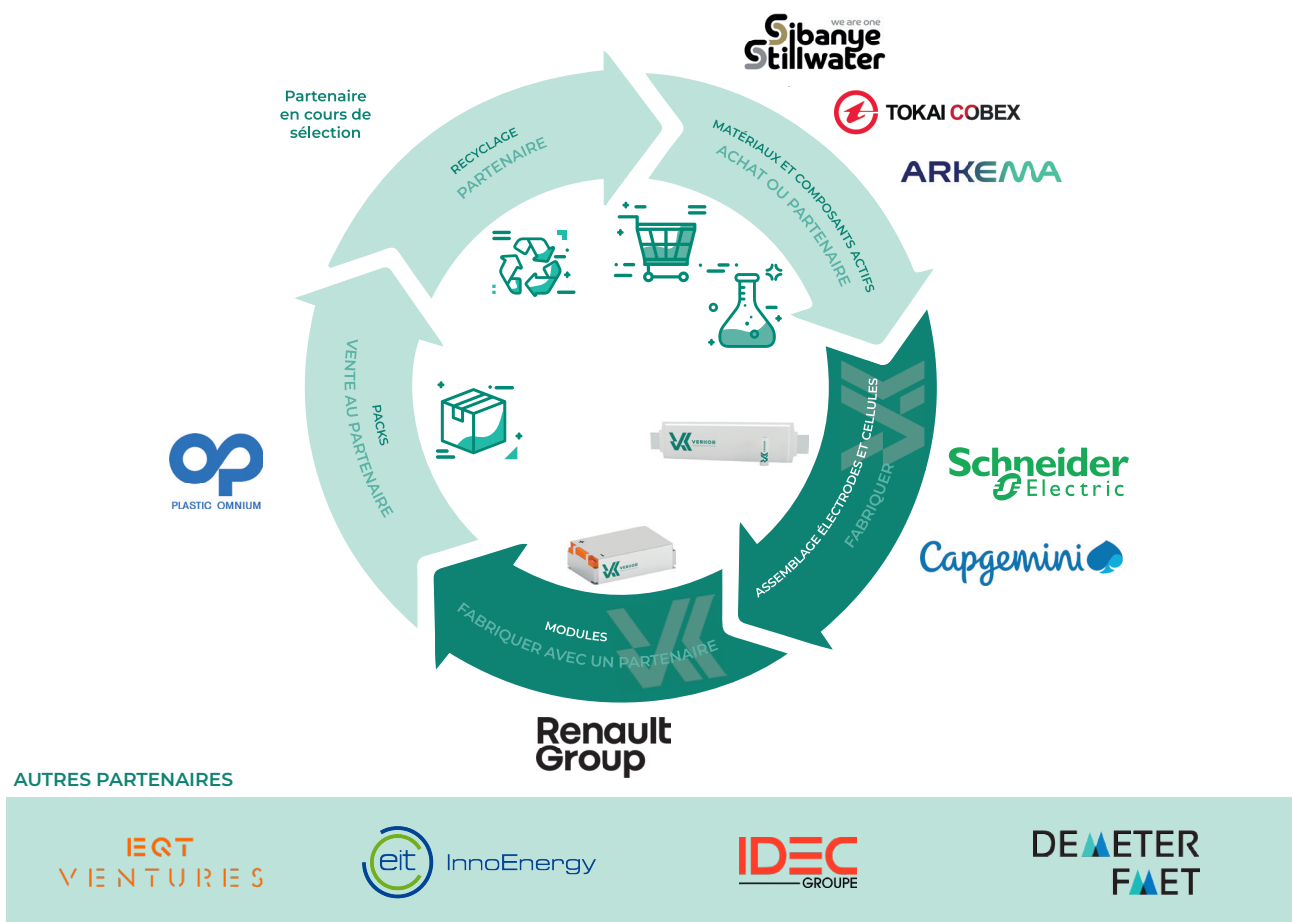 we are one
Sibanye
Stillwater
TOKAI COBEX
ARKEMA
Partenaire
en cours de
sélection
RECYCLAGE
PARTENAIRE
MATÉRIAUX ET COMPOSANTS ACTIFS
ACHAT OU PARTENAIRE
ASSEMBLAGE ÉLECTRODES ET CELLULES
FABRIQUER
VERKOR
Schneider
Electric
Capgemini
MODULES
FABRIQUER AVEC UN PARTENAIRE
VERKOR
Renault
Group
PACKS
VENTE AU PARTENAIRE
PLASTIC OMNIUM
AUTRES PARTENAIRES
EQT
VENTURES
eit InnoEnergy
IDEC
GROUPE
DEMETER
FMET